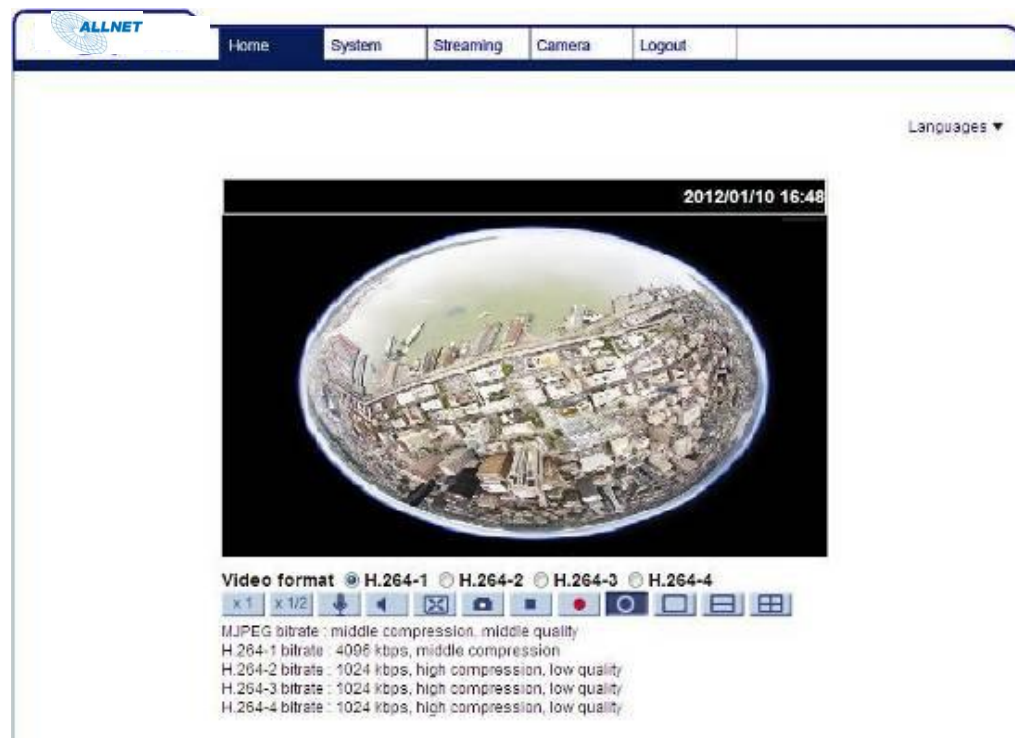 ALLNET
Home System Streaming Camera Logout
Languages ▼
2012/01/10 16:48
Video format H.264-1 H.264-2 H.264-3 H.264-4
x 1 x 1/2
MJPEG bitrate : middle compression, middle quality
H.264-1 bitrate : 4096 kbps, middle compression
H.264-2 bitrate : 1024 kbps, high compression, low quality
H.264-3 bitrate : 1024 kbps, high compression, low quality
H.264-4 bitrate : 1024 kbps, high compression, low quality